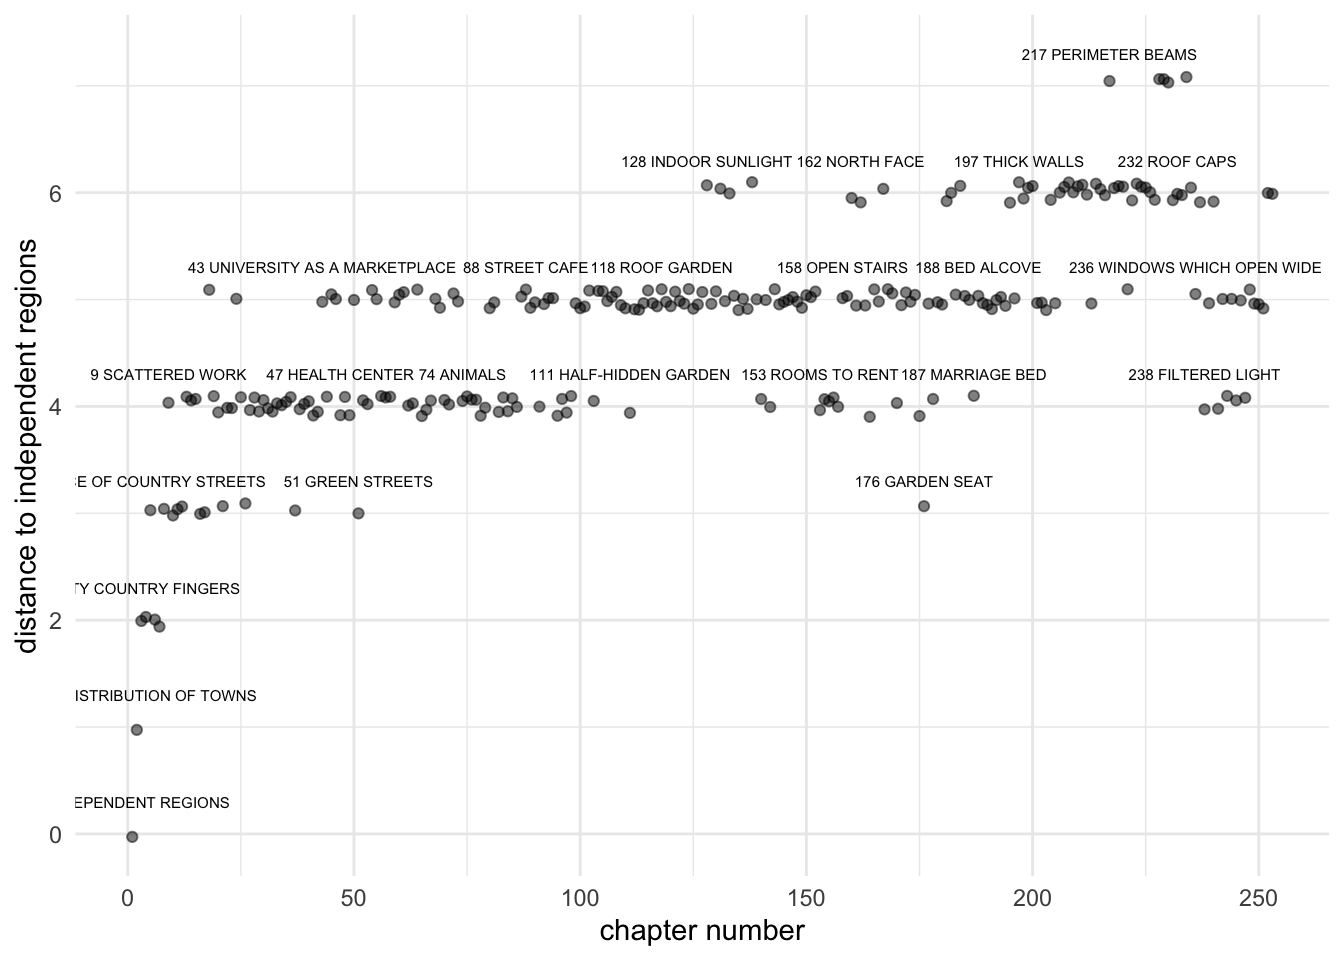 217 PERIMETER BEAMS
128 INDOOR SUNLIGHT 162 NORTH FACE 197 THICK WALLS 232 ROOF CAPS
6
43 UNIVERSITY AS A MARKETPLACE 88 STREET CAFE 118 ROOF GARDEN 158 OPEN STAIRS 188 BED ALCOVE 236 WINDOWS WHICH OPEN WIDE
9 SCATTERED WORK 47 HEALTH CENTER 74 ANIMALS 111 HALF-HIDDEN GARDEN 153 ROOMS TO RENT 187 MARRIAGE BED 238 FILTERED LIGHT
4
OF COUNTRY STREETS 51 GREEN STREETS 176 GARDEN SEAT
TY COUNTRY FINGERS
2
ISTRIBUTION OF TOWNS
EPENDENT REGIONS
0
0 50 100 150 200 250
chapter number
distance to independent regions